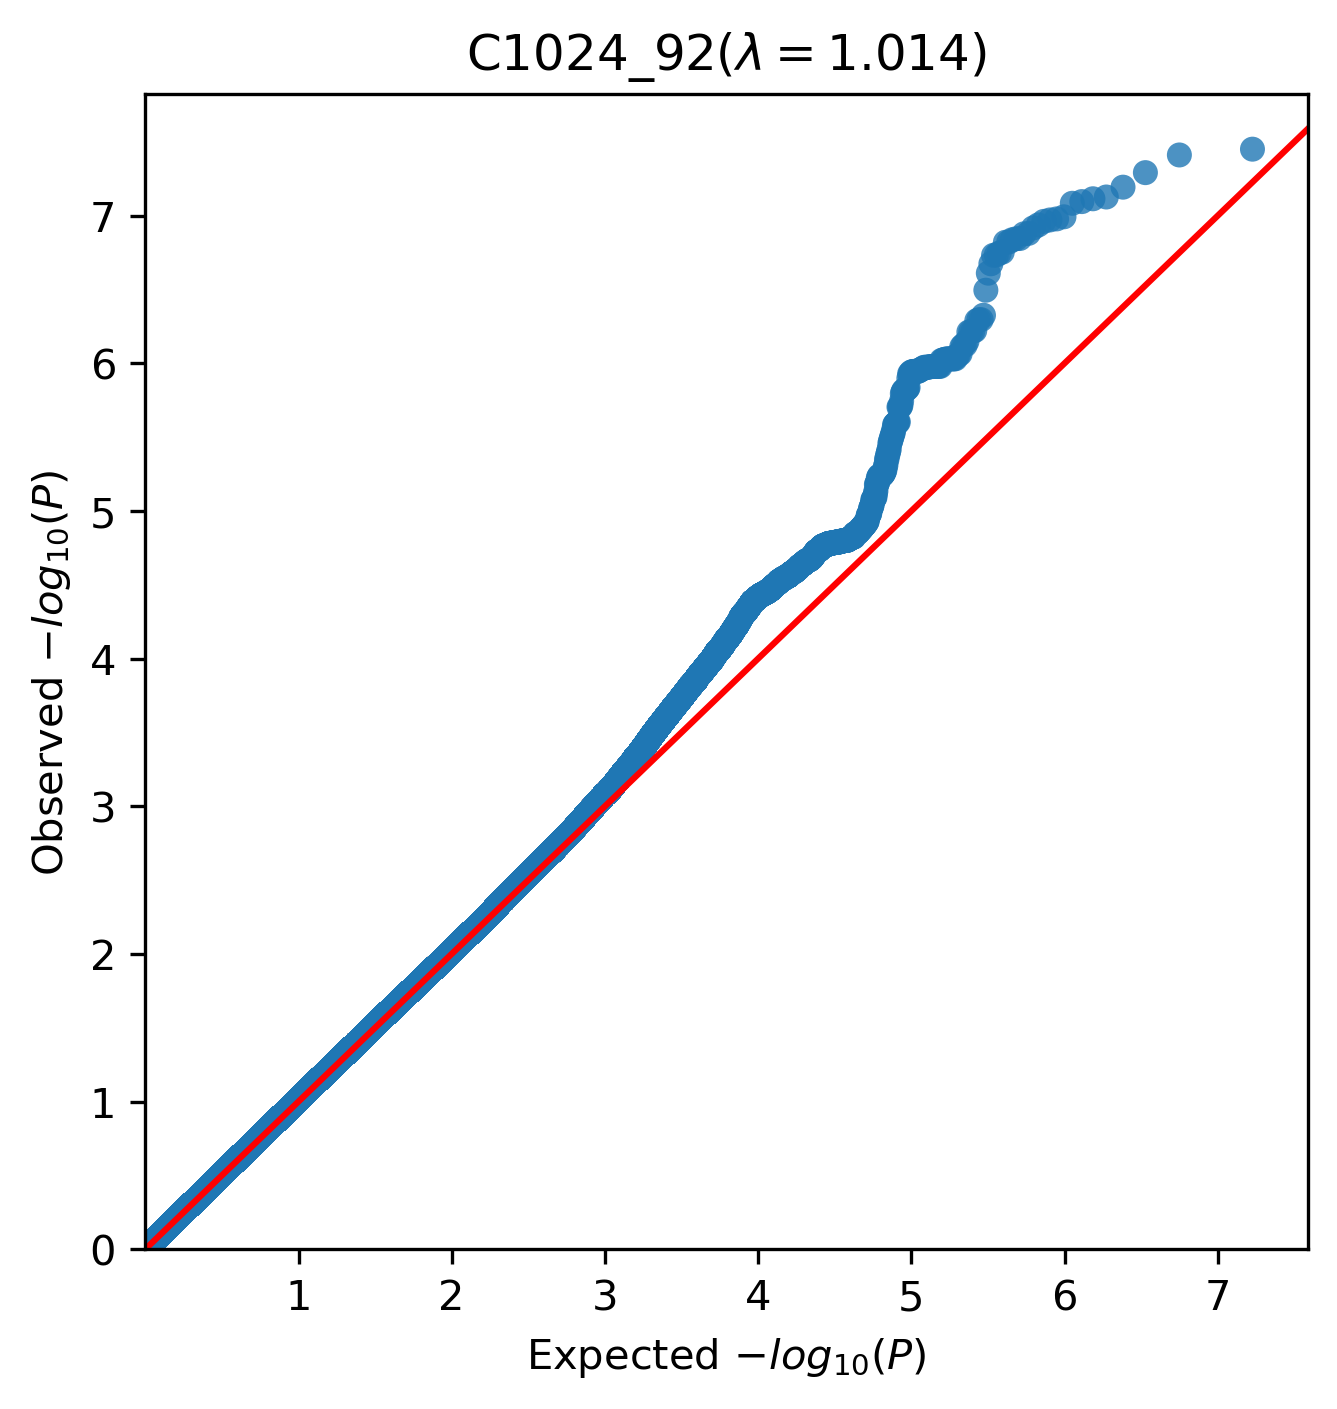 C1024_92(λ = 1.014)
Observed −log₁₀(P)
7
6
5
4
3
2
1
0
1 2 3 4 5 6 7
Expected −log₁₀(P)